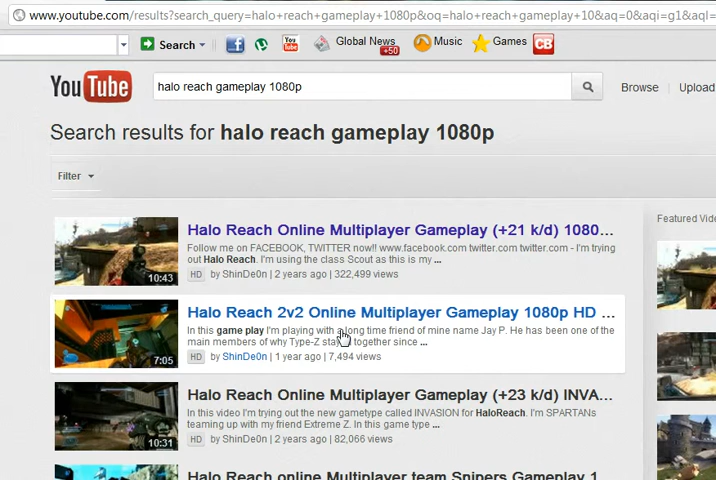 www.youtube.com/results?search_query=halo+reach+gameplay+1080p&oq=halo+reach+gameplay+10&aq=0&aqi=g1&aql=
Search
Global News
+50
Music
Games
CB
You
Tube
YouTube
halo reach gameplay 1080p
Browse
Upload
Search results for halo reach gameplay 1080p
Filter
Featured Vide
Halo Reach Online Multiplayer Gameplay (+21 k/d) 1080...
Follow me on FACEBOOK, TWITTER now!! www.facebook.com twitter.com twitter - I'm trying
out Halo Reach. I'm using the class Scout as this is my ...
10:43
HD by ShinDe0n | 2 years ago | 322,499 views
Halo Reach 2v2 Online Multiplayer Gameplay 1080p HD ...
In this game play I'm playing with a long time friend of mine name Jay P. He has been one of the
main members of why Type-Z together since ...
7:05
HD by ShinDe0n | 1 year ago | 7,494 views
Halo Reach Online Multiplayer Gameplay (+23 k/d) INVA...
In this video I'm trying out the new gametype called INVASION for HaloReach. I'm SPARTANs
teaming up with my friend Extreme Z. In this game type ...
10:31
HD by ShinDe0n | 2 years ago | 82,066 views
Halo Reach online Multiplayer team Snipers Gameplay 1